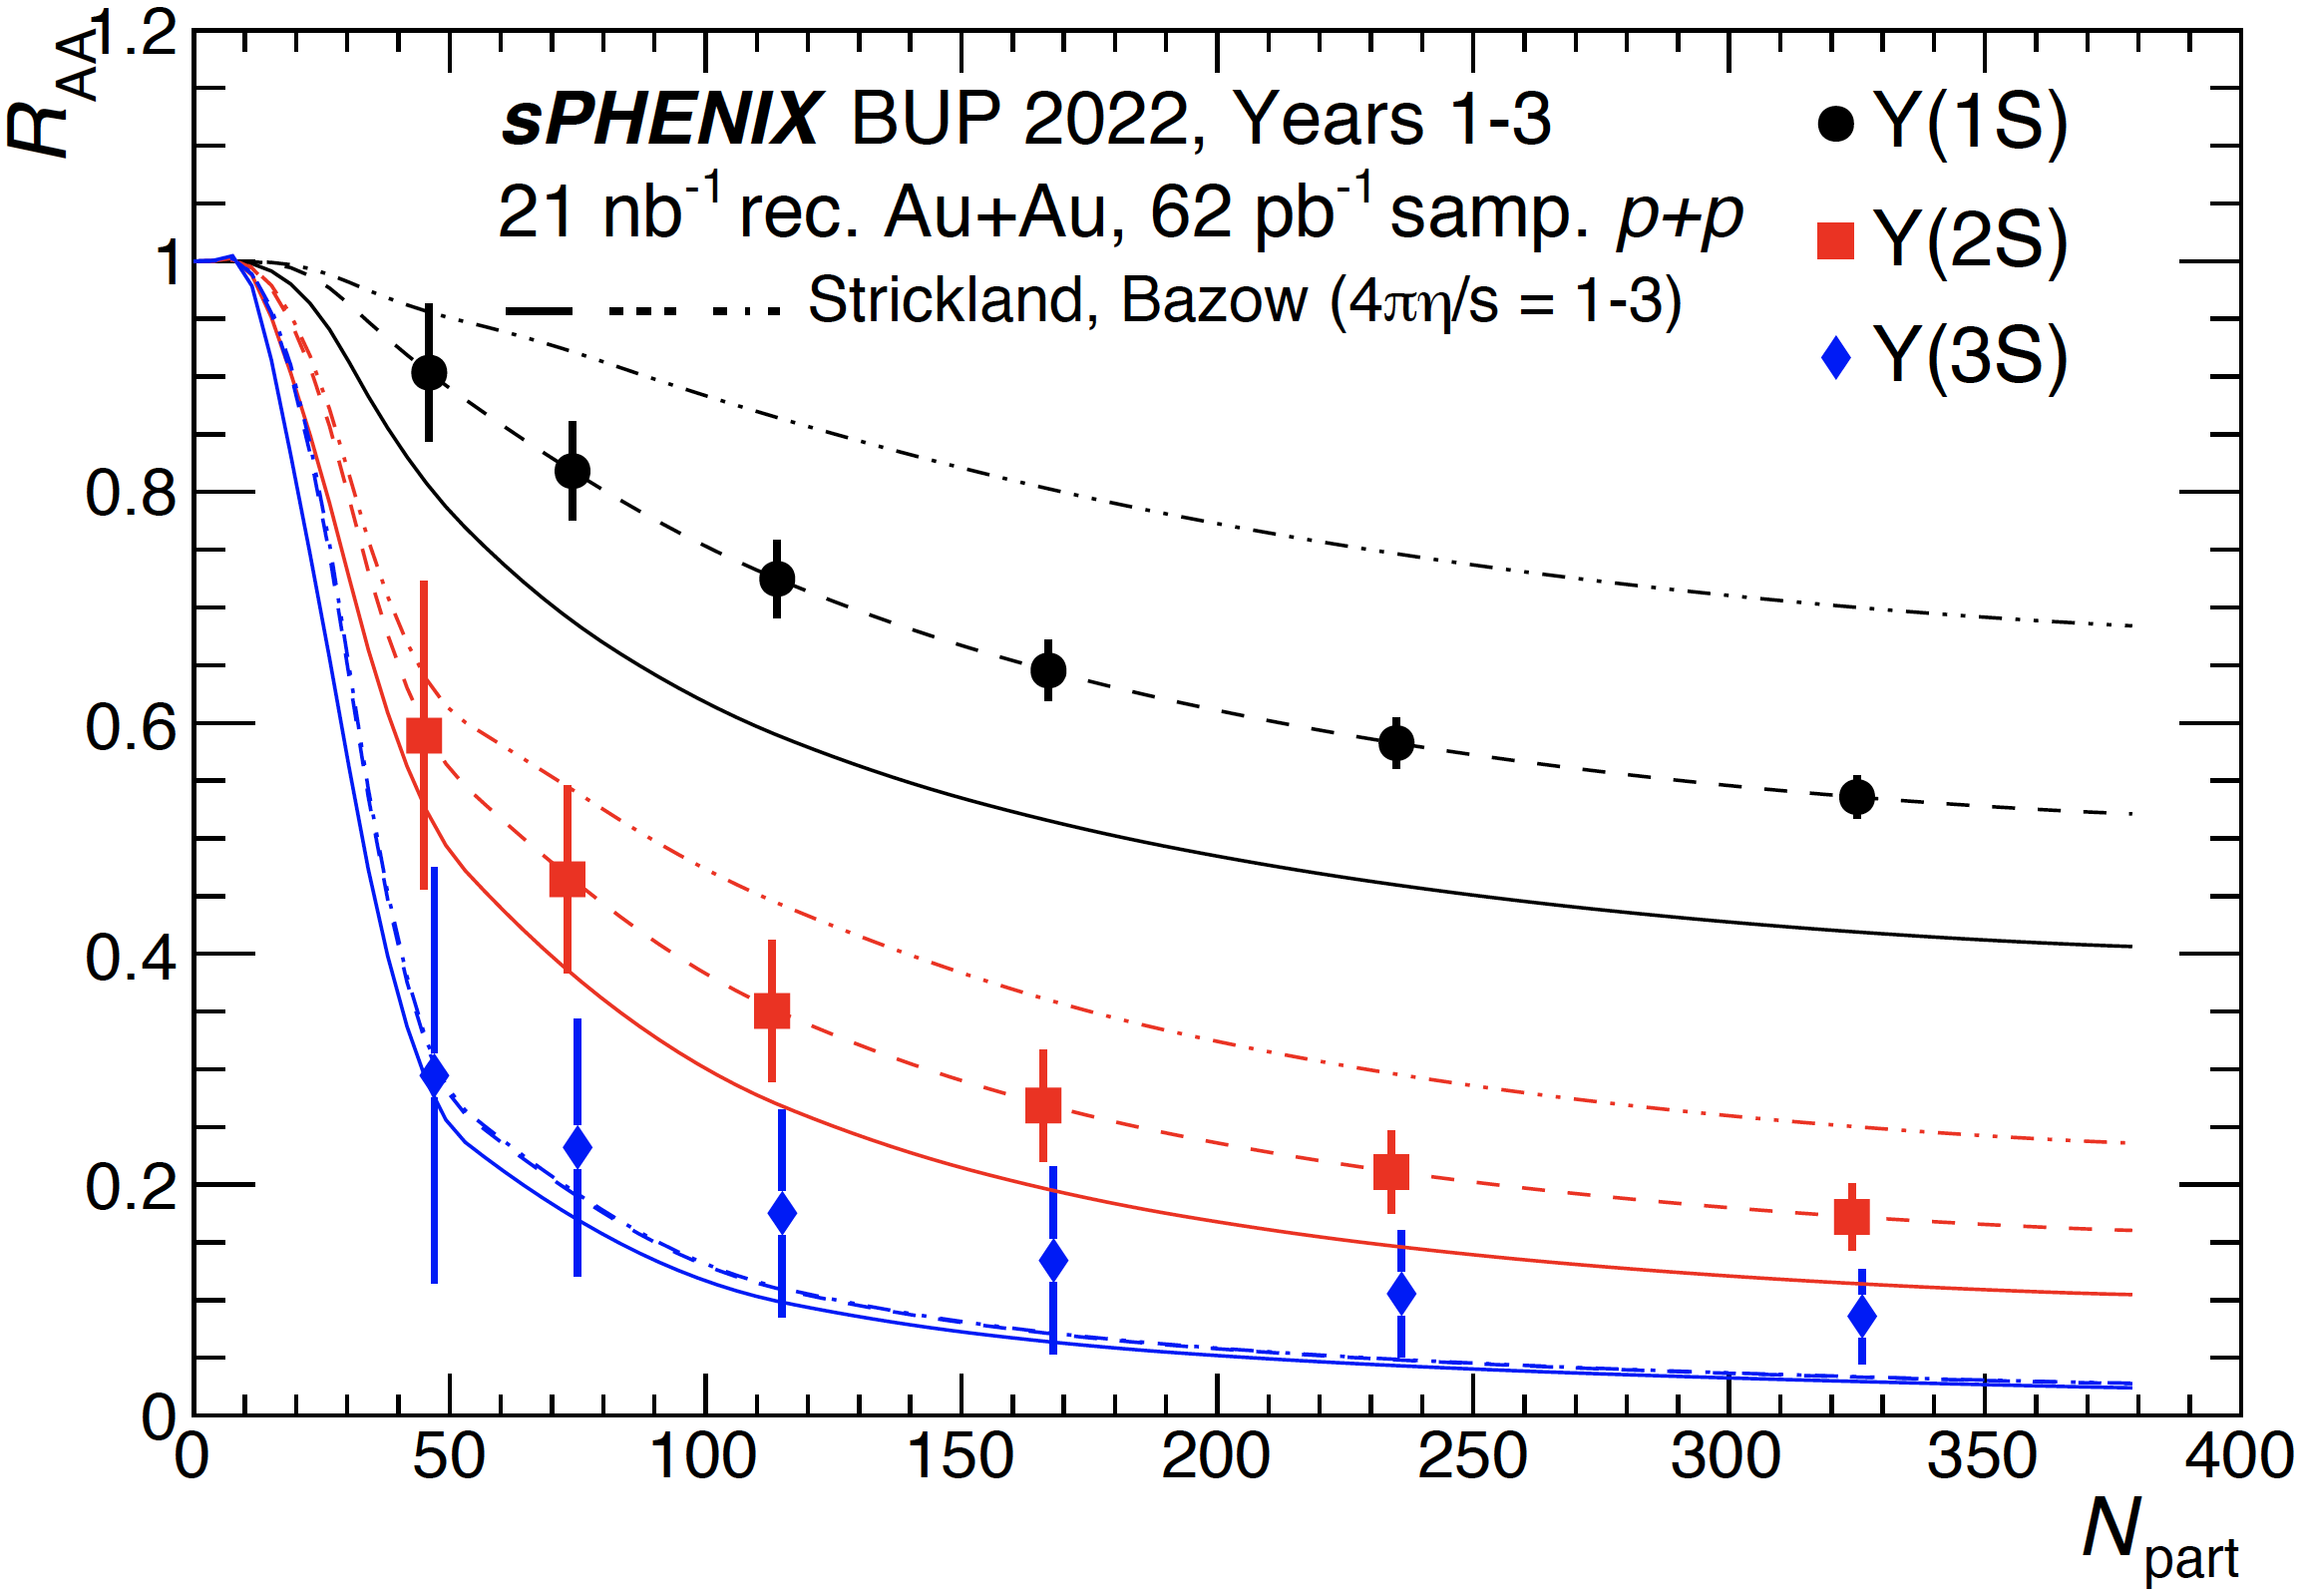 R_AA
1.2
1
0.8
0.6
0.4
0.2
0
sPHENIX BUP 2022, Years 1-3
21 nb⁻¹ rec. Au+Au, 62 pb⁻¹ samp. p+p
Strickland, Bazow (4πη/s = 1-3)
Υ(1S)
Υ(2S)
Υ(3S)
0 50 100 150 200 250 300 350 400
N_part